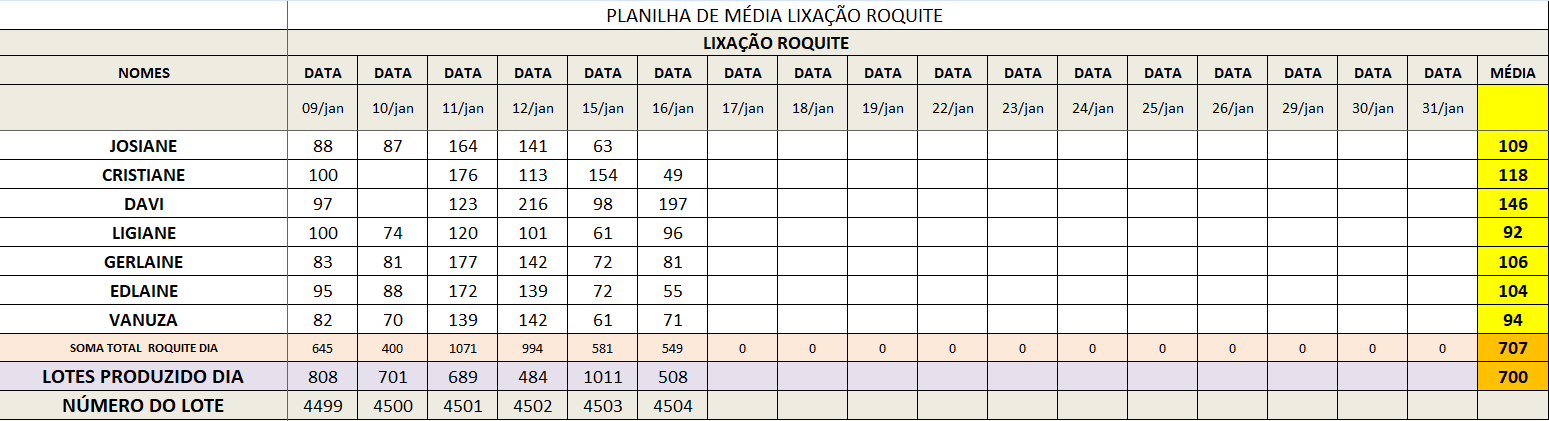 PLANILHA DE MÉDIA LIXAÇÃO ROQUITE
LIXAÇÃO ROQUITE
NOMES DATA DATA DATA DATA DATA DATA DATA DATA DATA DATA DATA DATA DATA DATA DATA DATA DATA MÉDIA
09/jan 10/jan 11/jan 12/jan 15/jan 16/jan 17/jan 18/jan 19/jan 22/jan 23/jan 24/jan 25/jan 26/jan 29/jan 30/jan 31/jan
JOSIANE 88 87 164 141 63 109
CRISTIANE 100 176 113 154 49 118
DAVI 97 123 216 98 197 146
LIGIANE 100 74 120 101 61 96 92
GERLAINE 83 81 177 142 72 81 106
EDLAINE 95 88 172 139 72 55 104
VANUZA 82 70 139 142 61 71 94
SOMA TOTAL ROQUITE DIA 645 400 1071 994 581 549 0 0 0 0 0 0 0 0 0 0 0 707
LOTES PRODUZIDO DIA 808 701 689 484 1011 508 700
NÚMERO DO LOTE 4499 4500 4501 4502 4503 4504